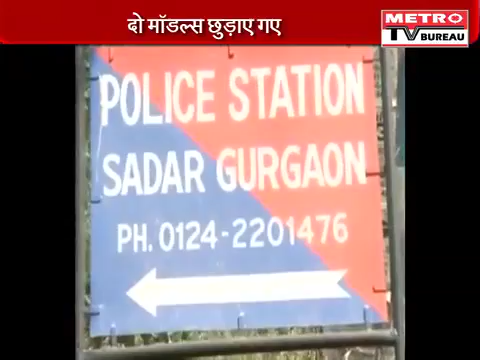 दो मॉडल्स छुड़ाए गए
METRO
TV BUREAU
POLICE STATION
SADAR GURGAON
PH. 0124-2201476